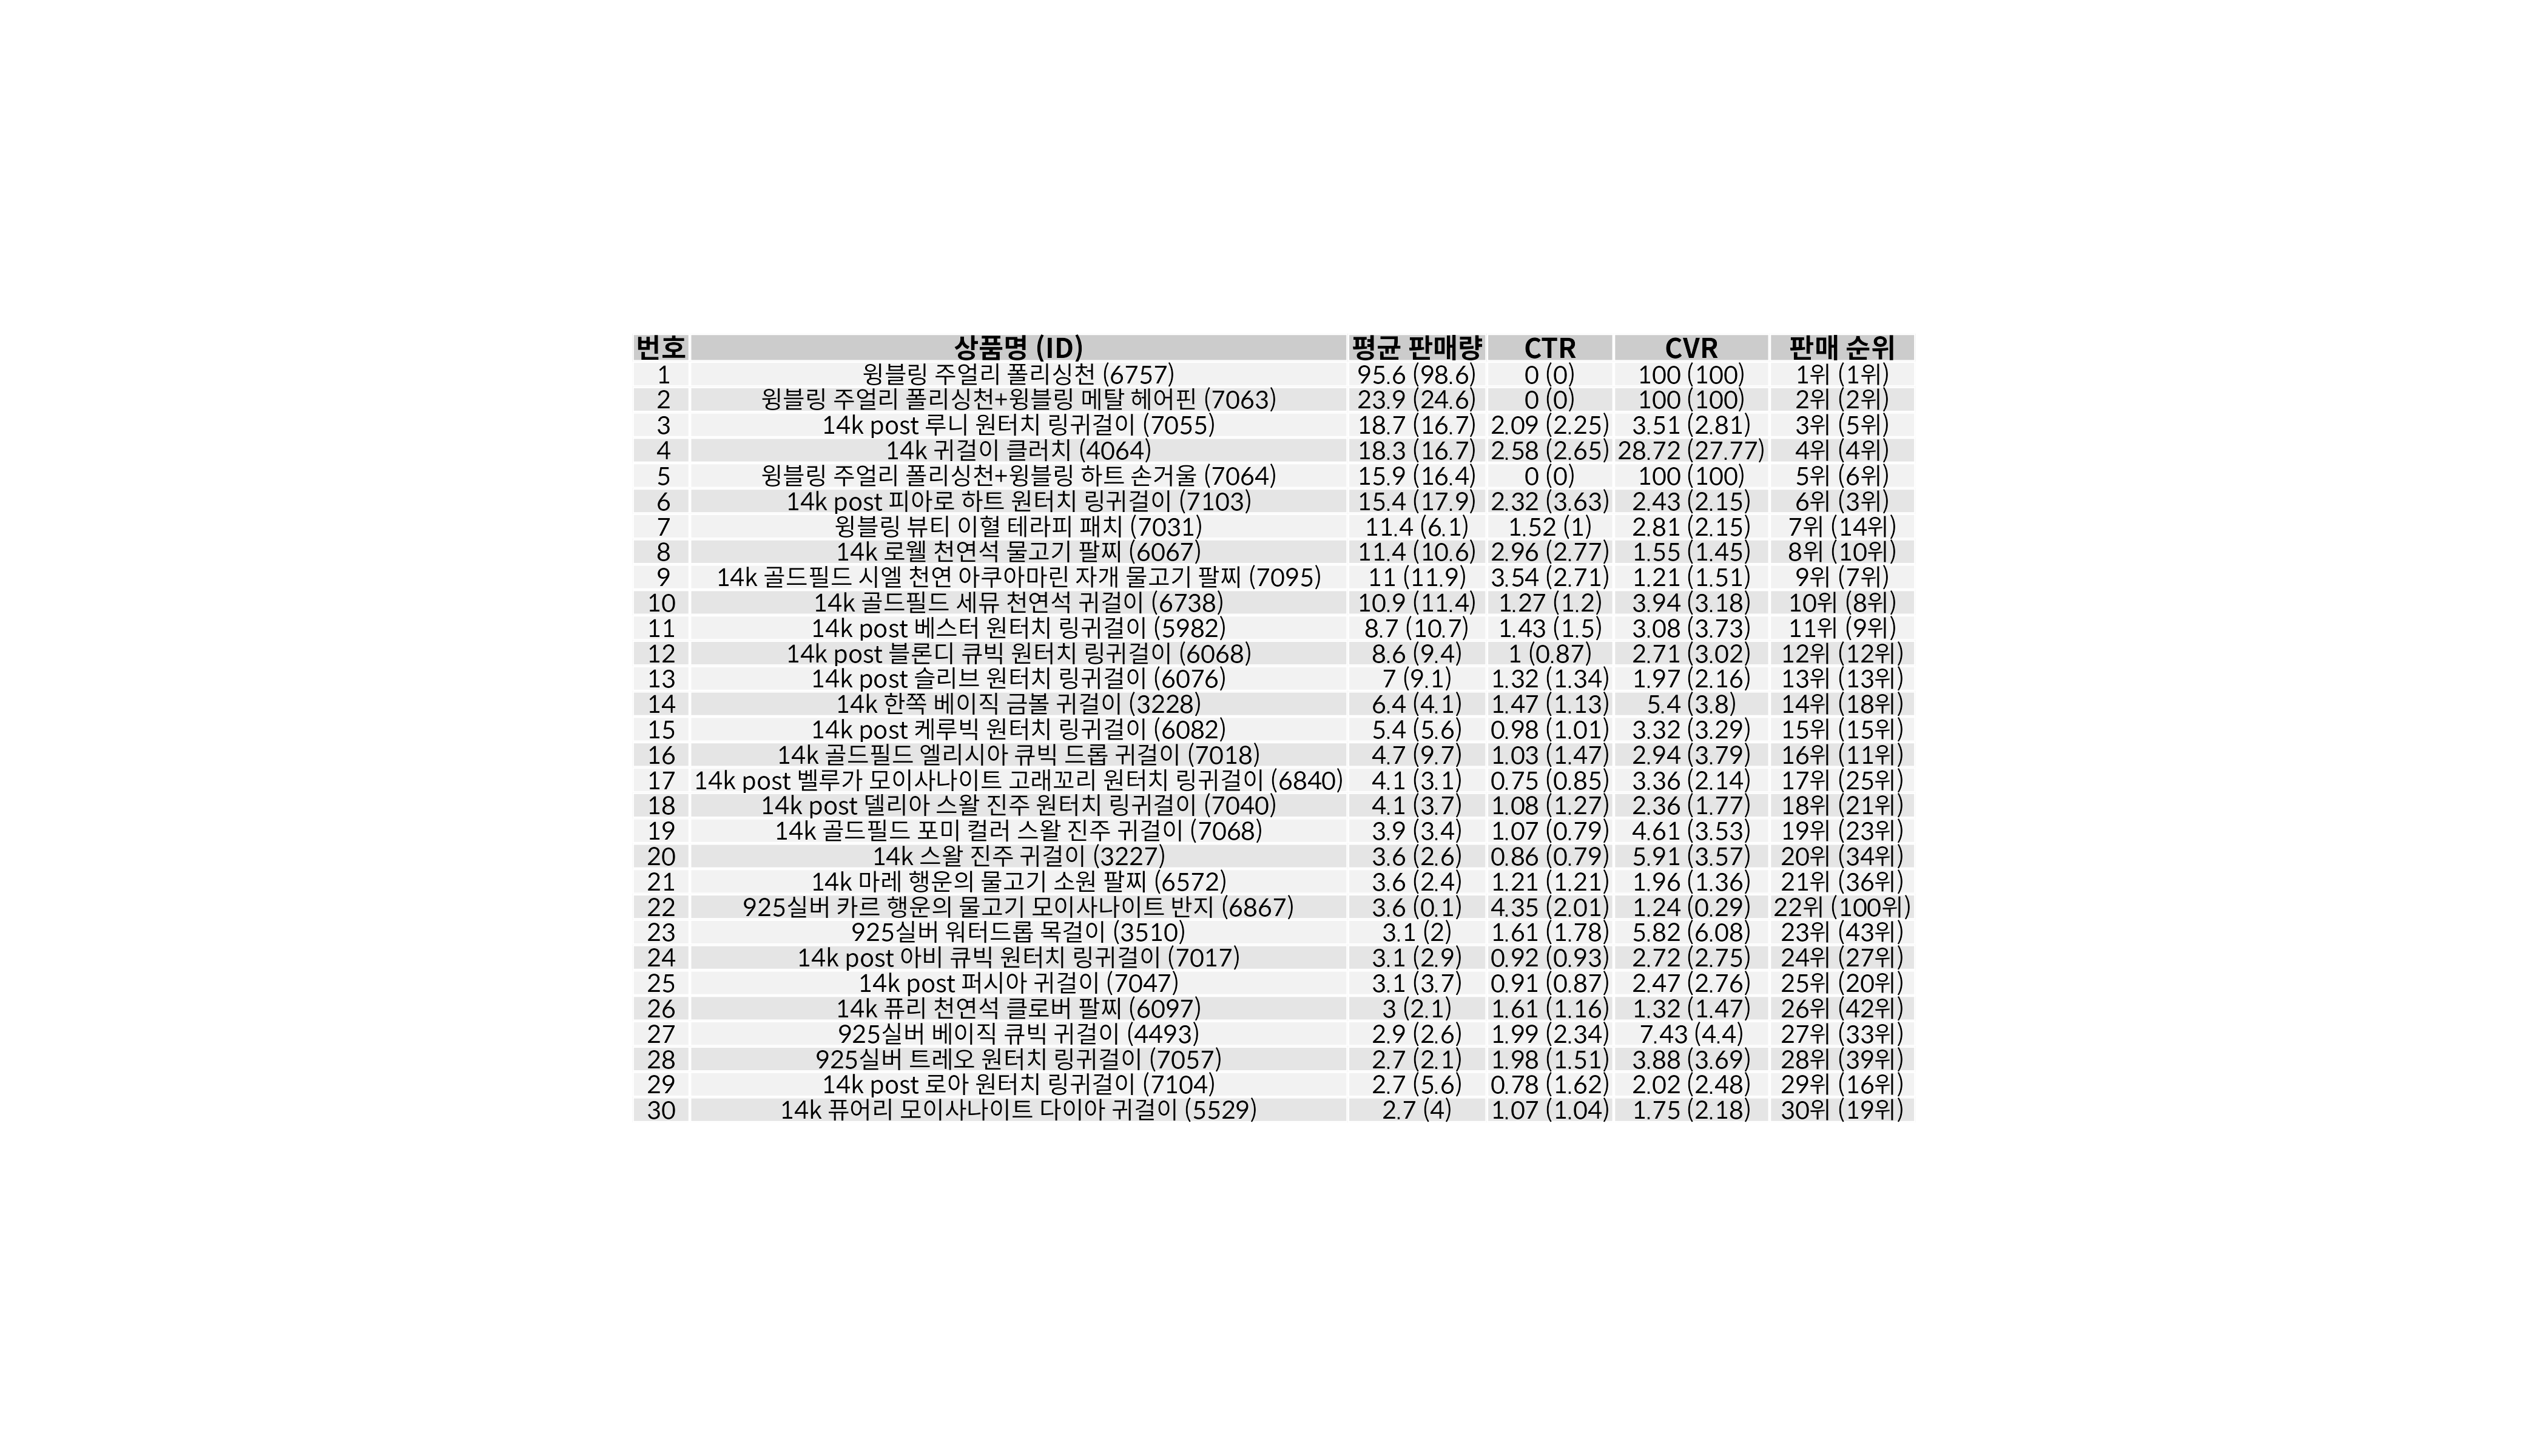 번호 상품명 (ID) 평균 판매량 CTR CVR 판매 순위
1 윙블링 주얼리 폴리싱천 (6757) 95.6 (98.6) 0 (0) 100 (100) 1위 (1위)
2 윙블링 주얼리 폴리싱천+윙블링 메탈 헤어핀 (7063) 23.9 (24.6) 0 (0) 100 (100) 2위 (2위)
3 14k post 루니 원터치 링귀걸이 (7055) 18.7 (16.7) 2.09 (2.25) 3.51 (2.81) 3위 (5위)
4 14k 귀걸이 클러치 (4064) 18.3 (16.7) 2.58 (2.65) 28.72 (27.77) 4위 (4위)
5 윙블링 주얼리 폴리싱천+윙블링 하트 손거울 (7064) 15.9 (16.4) 0 (0) 100 (100) 5위 (6위)
6 14k post 피아로 하트 원터치 링귀걸이 (7103) 15.4 (17.9) 2.32 (3.63) 2.43 (2.15) 6위 (3위)
7 윙블링 뷰티 이혈 테라피 패치 (7031) 11.4 (6.1) 1.52 (1) 2.81 (2.15) 7위 (14위)
8 14k 로웰 천연석 물고기 팔찌 (6067) 11.4 (10.6) 2.96 (2.77) 1.55 (1.45) 8위 (10위)
9 14k 골드필드 시엘 천연 아쿠아마린 자개 물고기 팔찌 (7095) 11 (11.9) 3.54 (2.71) 1.21 (1.51) 9위 (7위)
10 14k 골드필드 세뮤 천연석 귀걸이 (6738) 10.9 (11.4) 1.27 (1.2) 3.94 (3.18) 10위 (8위)
11 14k post 베스터 원터치 링귀걸이 (5982) 8.7 (10.7) 1.43 (1.5) 3.08 (3.73) 11위 (9위)
12 14k post 블론디 큐빅 원터치 링귀걸이 (6068) 8.6 (9.4) 1 (0.87) 2.71 (3.02) 12위 (12위)
13 14k post 슬리브 원터치 링귀걸이 (6076) 7 (9.1) 1.32 (1.34) 1.97 (2.16) 13위 (13위)
14 14k 한쪽 베이직 금볼 귀걸이 (3228) 6.4 (4.1) 1.47 (1.13) 5.4 (3.8) 14위 (18위)
15 14k post 케루빅 원터치 링귀걸이 (6082) 5.4 (5.6) 0.98 (1.01) 3.32 (3.29) 15위 (15위)
16 14k 골드필드 엘리시아 큐빅 드롭 귀걸이 (7018) 4.7 (9.7) 1.03 (1.47) 2.94 (3.79) 16위 (11위)
17 14k post 벨루가 모이사나이트 고래꼬리 원터치 링귀걸이 (6840) 4.1 (3.1) 0.75 (0.85) 3.36 (2.14) 17위 (25위)
18 14k post 델리아 스왈 진주 원터치 링귀걸이 (7040) 4.1 (3.7) 1.08 (1.27) 2.36 (1.77) 18위 (21위)
19 14k 골드필드 포미 컬러 스왈 진주 귀걸이 (7068) 3.9 (3.4) 1.07 (0.79) 4.61 (3.53) 19위 (23위)
20 14k 스왈 진주 귀걸이 (3227) 3.6 (2.6) 0.86 (0.79) 5.91 (3.57) 20위 (34위)
21 14k 마레 행운의 물고기 소원 팔찌 (6572) 3.6 (2.4) 1.21 (1.21) 1.96 (1.36) 21위 (36위)
22 925실버 카르 행운의 물고기 모이사나이트 반지 (6867) 3.6 (0.1) 4.35 (2.01) 1.24 (0.29) 22위 (100위)
23 925실버 워터드롭 목걸이 (3510) 3.1 (2) 1.61 (1.78) 5.82 (6.08) 23위 (43위)
24 14k post 아비 큐빅 원터치 링귀걸이 (7017) 3.1 (2.9) 0.92 (0.93) 2.72 (2.75) 24위 (27위)
25 14k post 퍼시아 귀걸이 (7047) 3.1 (3.7) 0.91 (0.87) 2.47 (2.76) 25위 (20위)
26 14k 퓨리 천연석 클로버 팔찌 (6097) 3 (2.1) 1.61 (1.16) 1.32 (1.47) 26위 (42위)
27 925실버 베이직 큐빅 귀걸이 (4493) 2.9 (2.6) 1.99 (2.34) 7.43 (4.4) 27위 (33위)
28 925실버 트레오 원터치 링귀걸이 (7057) 2.7 (2.1) 1.98 (1.51) 3.88 (3.69) 28위 (39위)
29 14k post 로아 원터치 링귀걸이 (7104) 2.7 (5.6) 0.78 (1.62) 2.02 (2.48) 29위 (16위)
30 14k 퓨어리 모이사나이트 다이아 귀걸이 (5529) 2.7 (4) 1.07 (1.04) 1.75 (2.18) 30위 (19위)